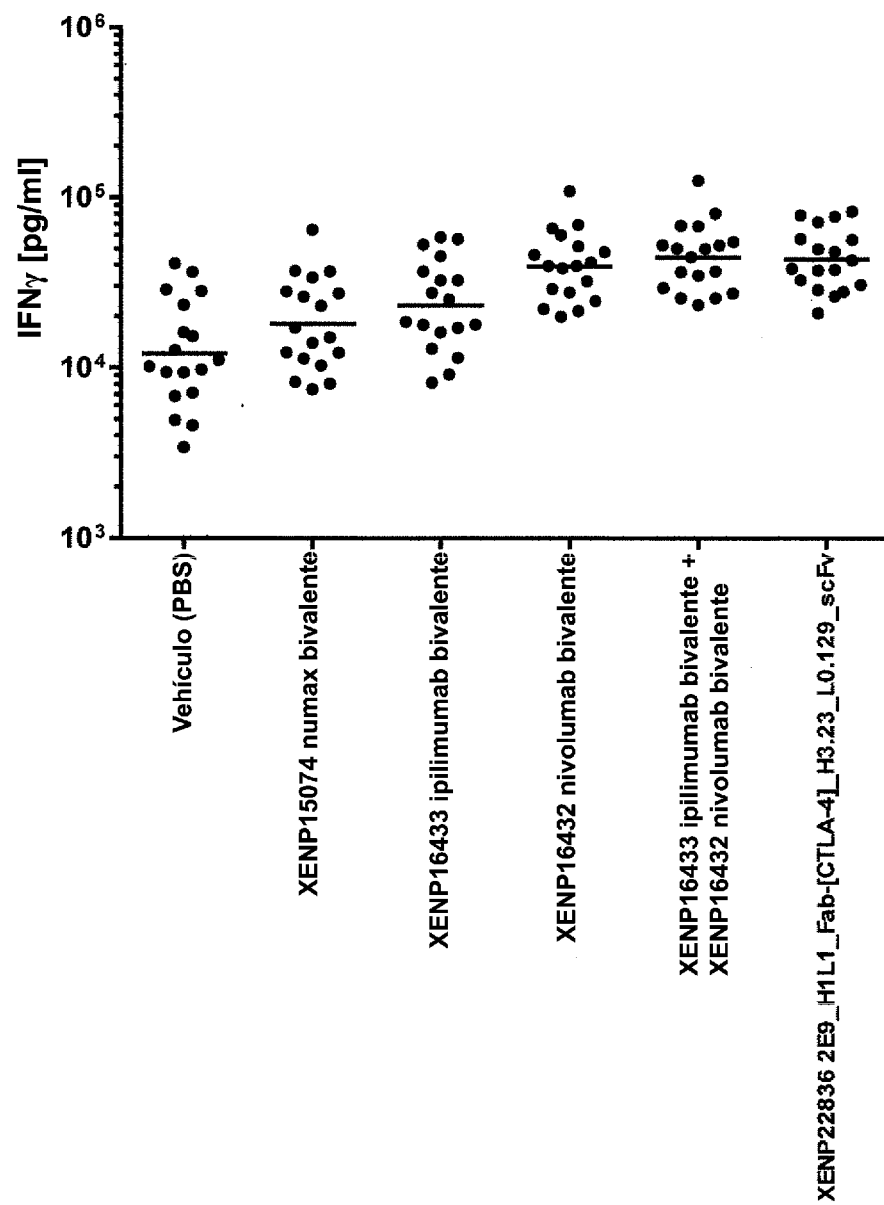 10⁶
10⁵
10⁴
10³
IFNγ [pg/ml]
Vehículo (PBS)
XENP15074 numax bivalente
XENP16433 ipilimumab bivalente
XENP16432 nivolumab bivalente
XENP16433 ipilimumab bivalente +
XENP16432 nivolumab bivalente
XENP22836 2E9_H1L1_Fab-[CTLA-4]_H3.23_L0.129_scFv